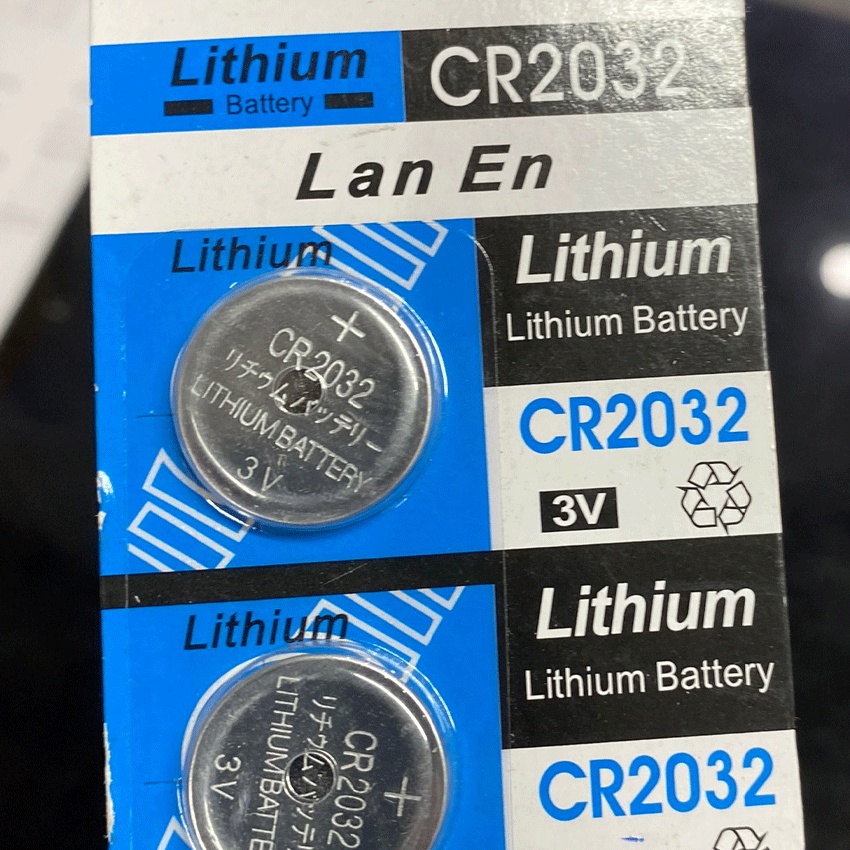 Lithium
Battery
CR2032
Lan En
Lithium
Lithium
Lithium Battery
+
CR2032
リチウムバッテリー
LITHIUM BATTERY
3V
CR2032
3V
Lithium
Lithium
Lithium Battery
+
CR2032
リチウムバッテリ
LITHIUM BATTE
3V
CR2032